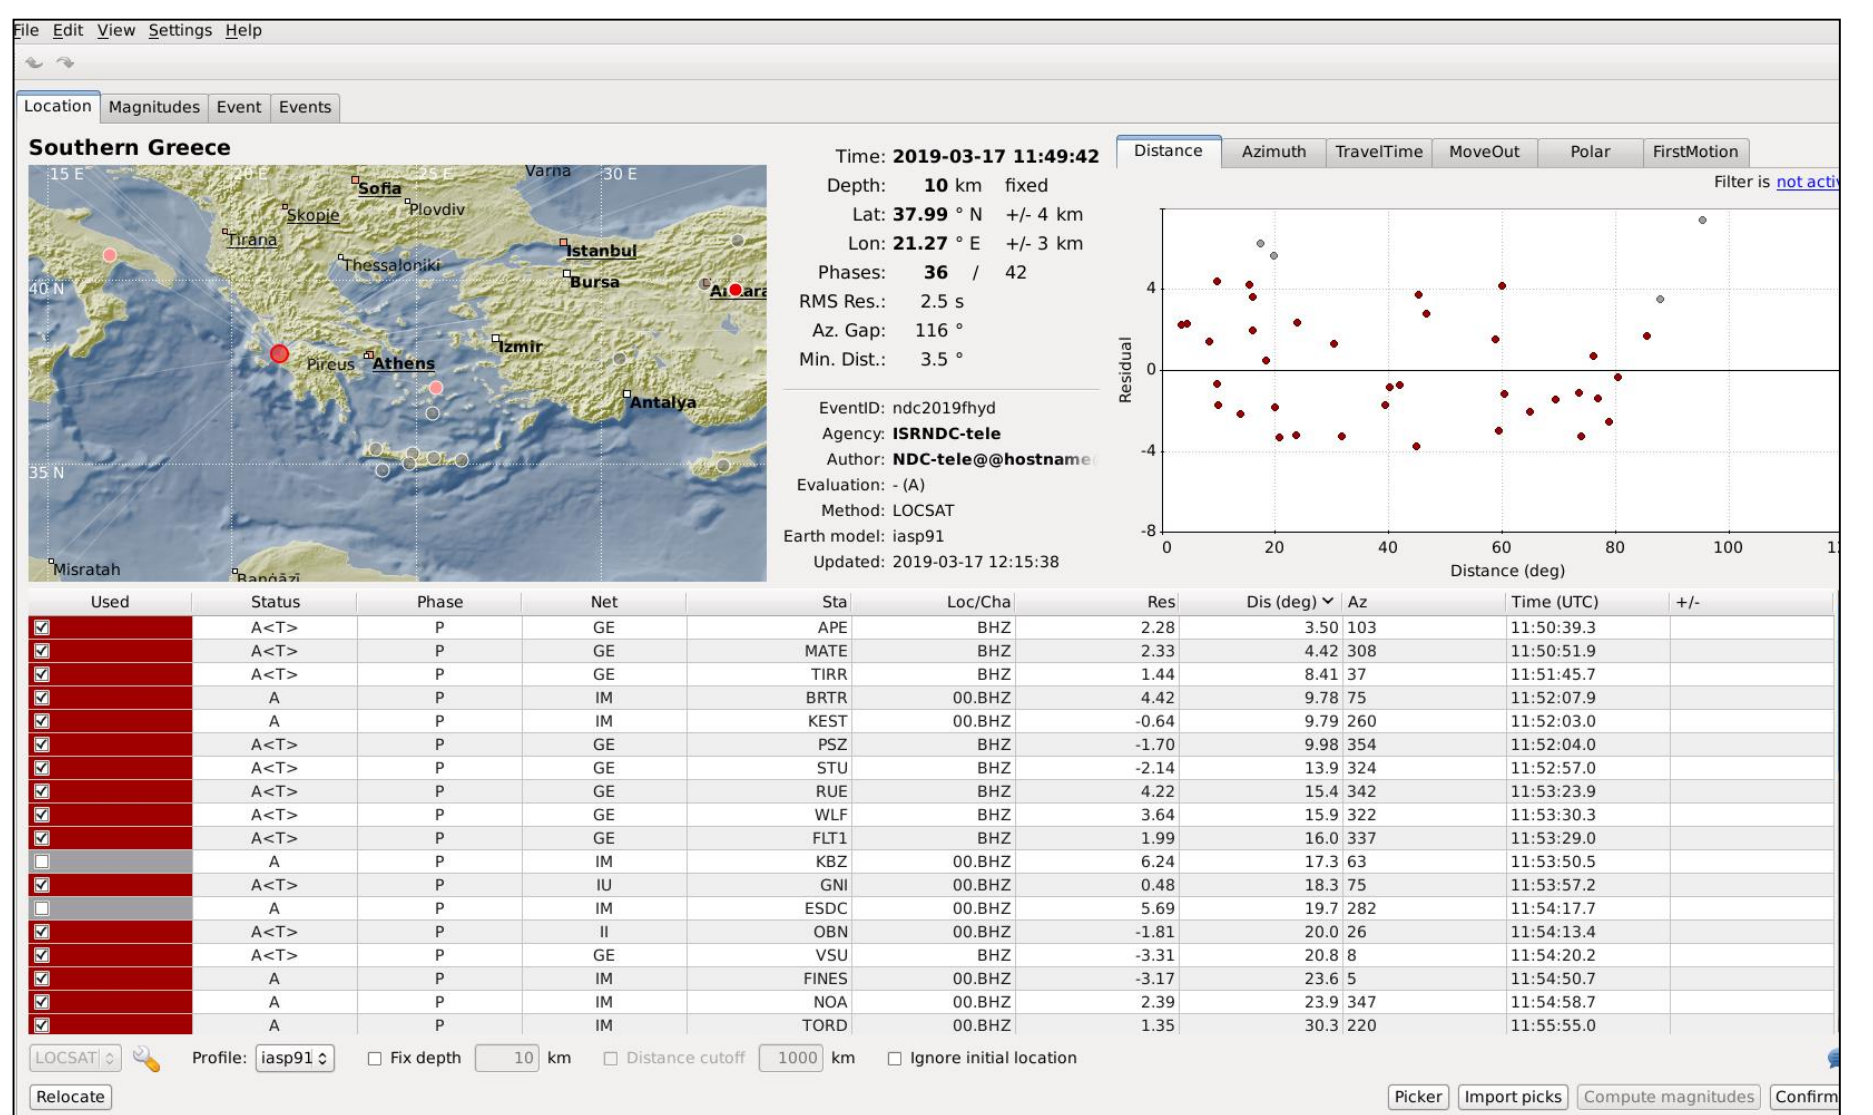 File Edit View Settings Help
Location Magnitudes Event Events
Southern Greece
15 E 20 E 25 E 30 E
Varna
Sofia
Plovdiv
Skopje
Tirana
Istanbul
Thessaloniki
Bursa
40 N
Izmir
Pireus Athens
Antalya
35 N
Misratah
Banġāzī
Time: 2019-03-17 11:49:42
Depth: 10 km fixed
Lat: 37.99 ° N +/- 4 km
Lon: 21.27 ° E +/- 3 km
Phases: 36 / 42
RMS Res.: 2.5 s
Az. Gap: 116 °
Min. Dist.: 3.5 °
EventID: ndc2019fhyd
Agency: ISRNDC-tele
Author: NDC-tele@@hostname
Evaluation: - (A)
Method: LOCSAT
Earth model: iasp91
Updated: 2019-03-17 12:15:38
Distance Azimuth TravelTime MoveOut Polar FirstMotion
Filter is not acti
Residual
4
0
-4
-8
0 20 40 60 80 100
Distance (deg)
Used Status Phase Net Sta Loc/Cha Res Dis (deg) Az Time (UTC) +/-
A<T> P GE APE BHZ 2.28 3.50 103 11:50:39.3
A<T> P GE MATE BHZ 2.33 4.42 308 11:50:51.9
A<T> P GE TIRR BHZ 1.44 8.41 37 11:51:45.7
A P IM BRTR 00.BHZ 4.42 9.78 75 11:52:07.9
A P IM KEST 00.BHZ -0.64 9.79 260 11:52:03.0
A<T> P GE PSZ BHZ -1.70 9.98 354 11:52:04.0
A<T> P GE STU BHZ -2.14 13.9 324 11:52:57.0
A<T> P GE RUE BHZ 4.22 15.4 342 11:53:23.9
A<T> P GE WLF BHZ 3.64 15.9 322 11:53:30.3
A<T> P GE FLT1 BHZ 1.99 16.0 337 11:53:29.0
A P IM KBZ 00.BHZ 6.24 17.3 63 11:53:50.5
A<T> P IU GNI 00.BHZ 0.48 18.3 75 11:53:57.2
A P IM ESDC 00.BHZ 5.69 19.7 282 11:54:17.7
A<T> P II OBN 00.BHZ -1.81 20.0 26 11:54:13.4
A<T> P GE VSU BHZ -3.31 20.8 8 11:54:20.2
A P IM FINES 00.BHZ -3.17 23.6 5 11:54:50.7
A P IM NOA 00.BHZ 2.39 23.9 347 11:54:58.7
A P IM TORD 00.BHZ 1.35 30.3 220 11:55:55.0
LOCSAT Profile: iasp91 Fix depth 10 km Distance cutoff 1000 km Ignore initial location
Relocate Picker Import picks Compute magnitudes Confirm